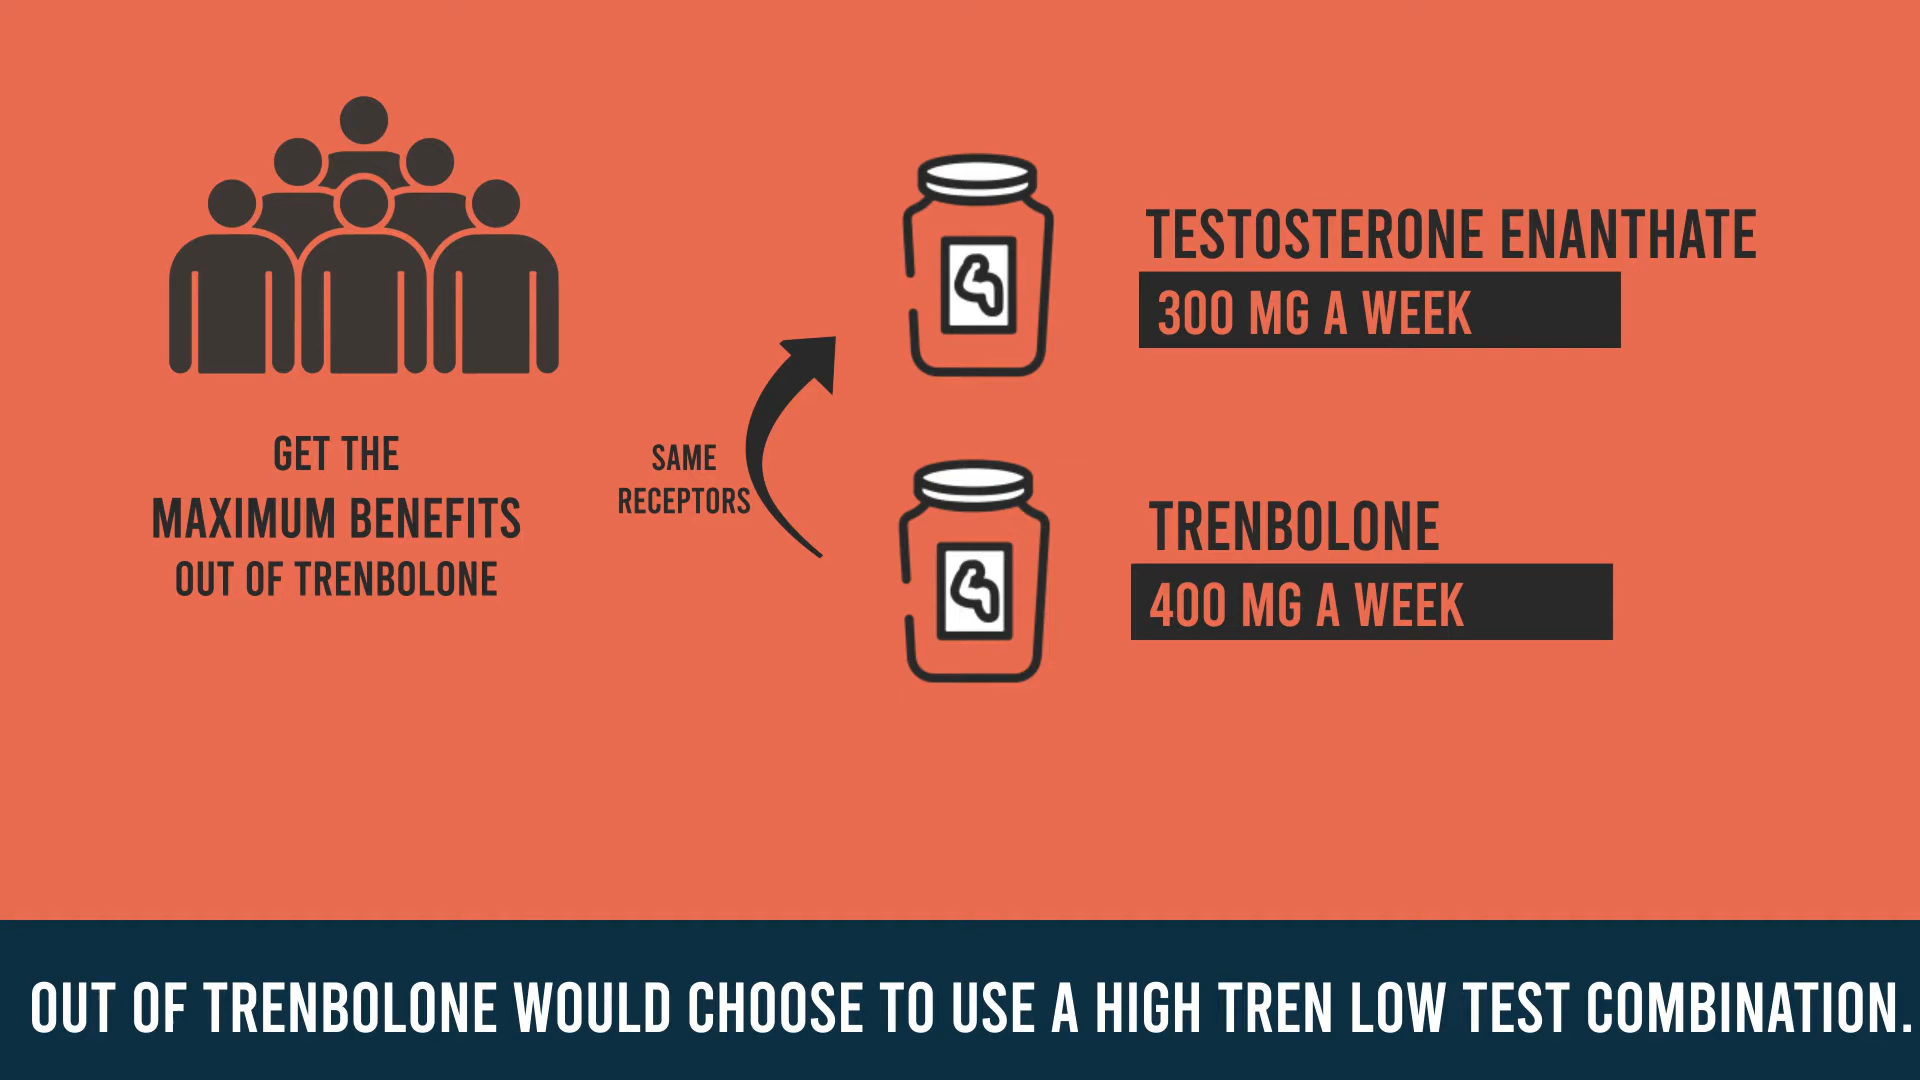 GET THE
MAXIMUM BENEFITS
OUT OF TRENBOLONE
SAME
RECEPTORS
TESTOSTERONE ENANTHATE
300 MG A WEEK
TRENBOLONE
400 MG A WEEK
OUT OF TRENBOLONE WOULD CHOOSE TO USE A HIGH TREN LOW TEST COMBINATION.